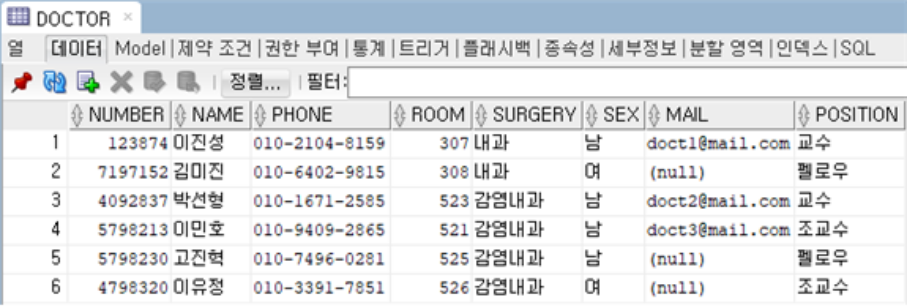 DOCTOR
열 데이터 Model |제약 조건 |권한 부여 |통계 |트리거 |플래시백 |종속성 |세부정보 |분할 영역 |인덱스 |SQL
정렬... 필터:
NUMBER NAME PHONE ROOM SURGERY SEX MAIL POSITION
1 123874 이진성 010-2104-8159 307 내과 남 doct1@mail.com 교수
2 7197152 김미진 010-6402-9815 308 내과 여 (null) 펠로우
3 4092837 박선형 010-1671-2585 523 감염내과 남 doct2@mail.com 교수
4 5798213 이민호 010-9409-2865 521 감염내과 남 doct3@mail.com 조교수
5 5798230 고진혁 010-7496-0281 525 감염내과 남 (null) 펠로우
6 4798320 이유정 010-3391-7851 526 감염내과 여 (null) 조교수